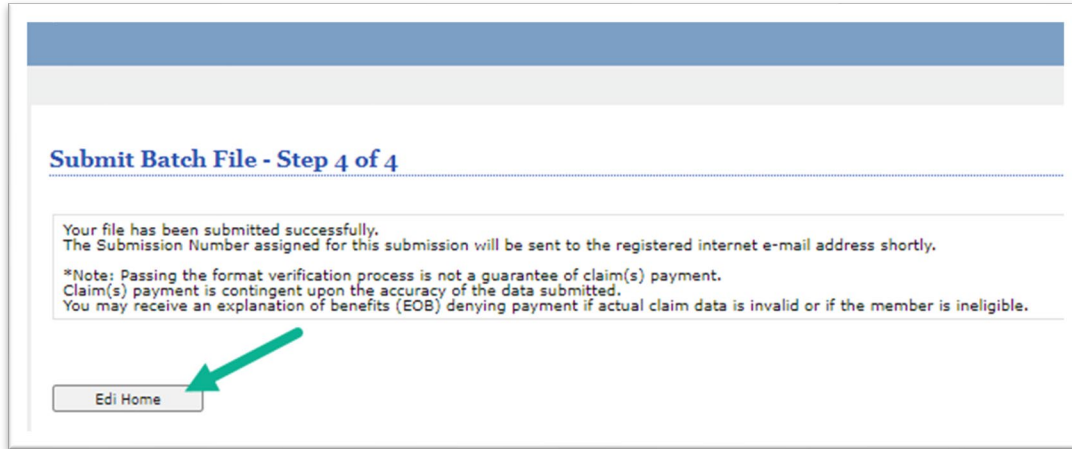 Submit Batch File - Step 4 of 4
Your file has been submitted successfully.
The Submission Number assigned for this submission will be sent to the registered internet e-mail address shortly.
*Note: Passing the format verification process is not a guarantee of claim(s) payment.
Claim(s) payment is contingent upon the accuracy of the data submitted.
You may receive an explanation of benefits (EOB) denying payment if actual claim data is invalid or if the member is ineligible.
Edi Home